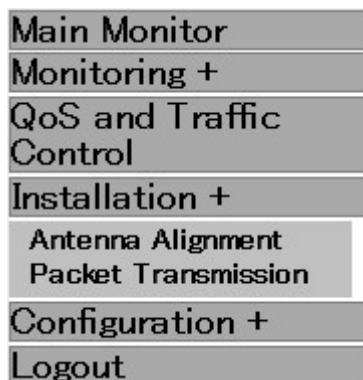 Main Monitor
Monitoring +
QoS and Traffic
Control
Installation +
Antenna Alignment
Packet Transmission
Configuration +
Logout